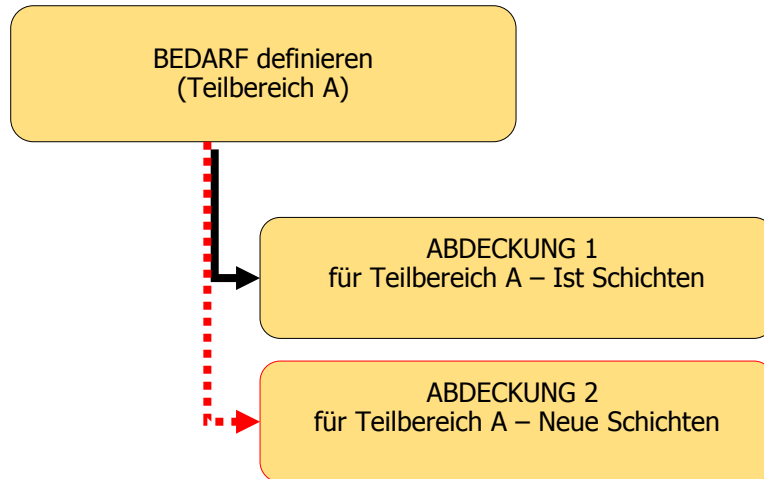 BEDARF definieren
(Teilbereich A)
ABDECKUNG 1
für Teilbereich A – Ist Schichten
ABDECKUNG 2
für Teilbereich A – Neue Schichten